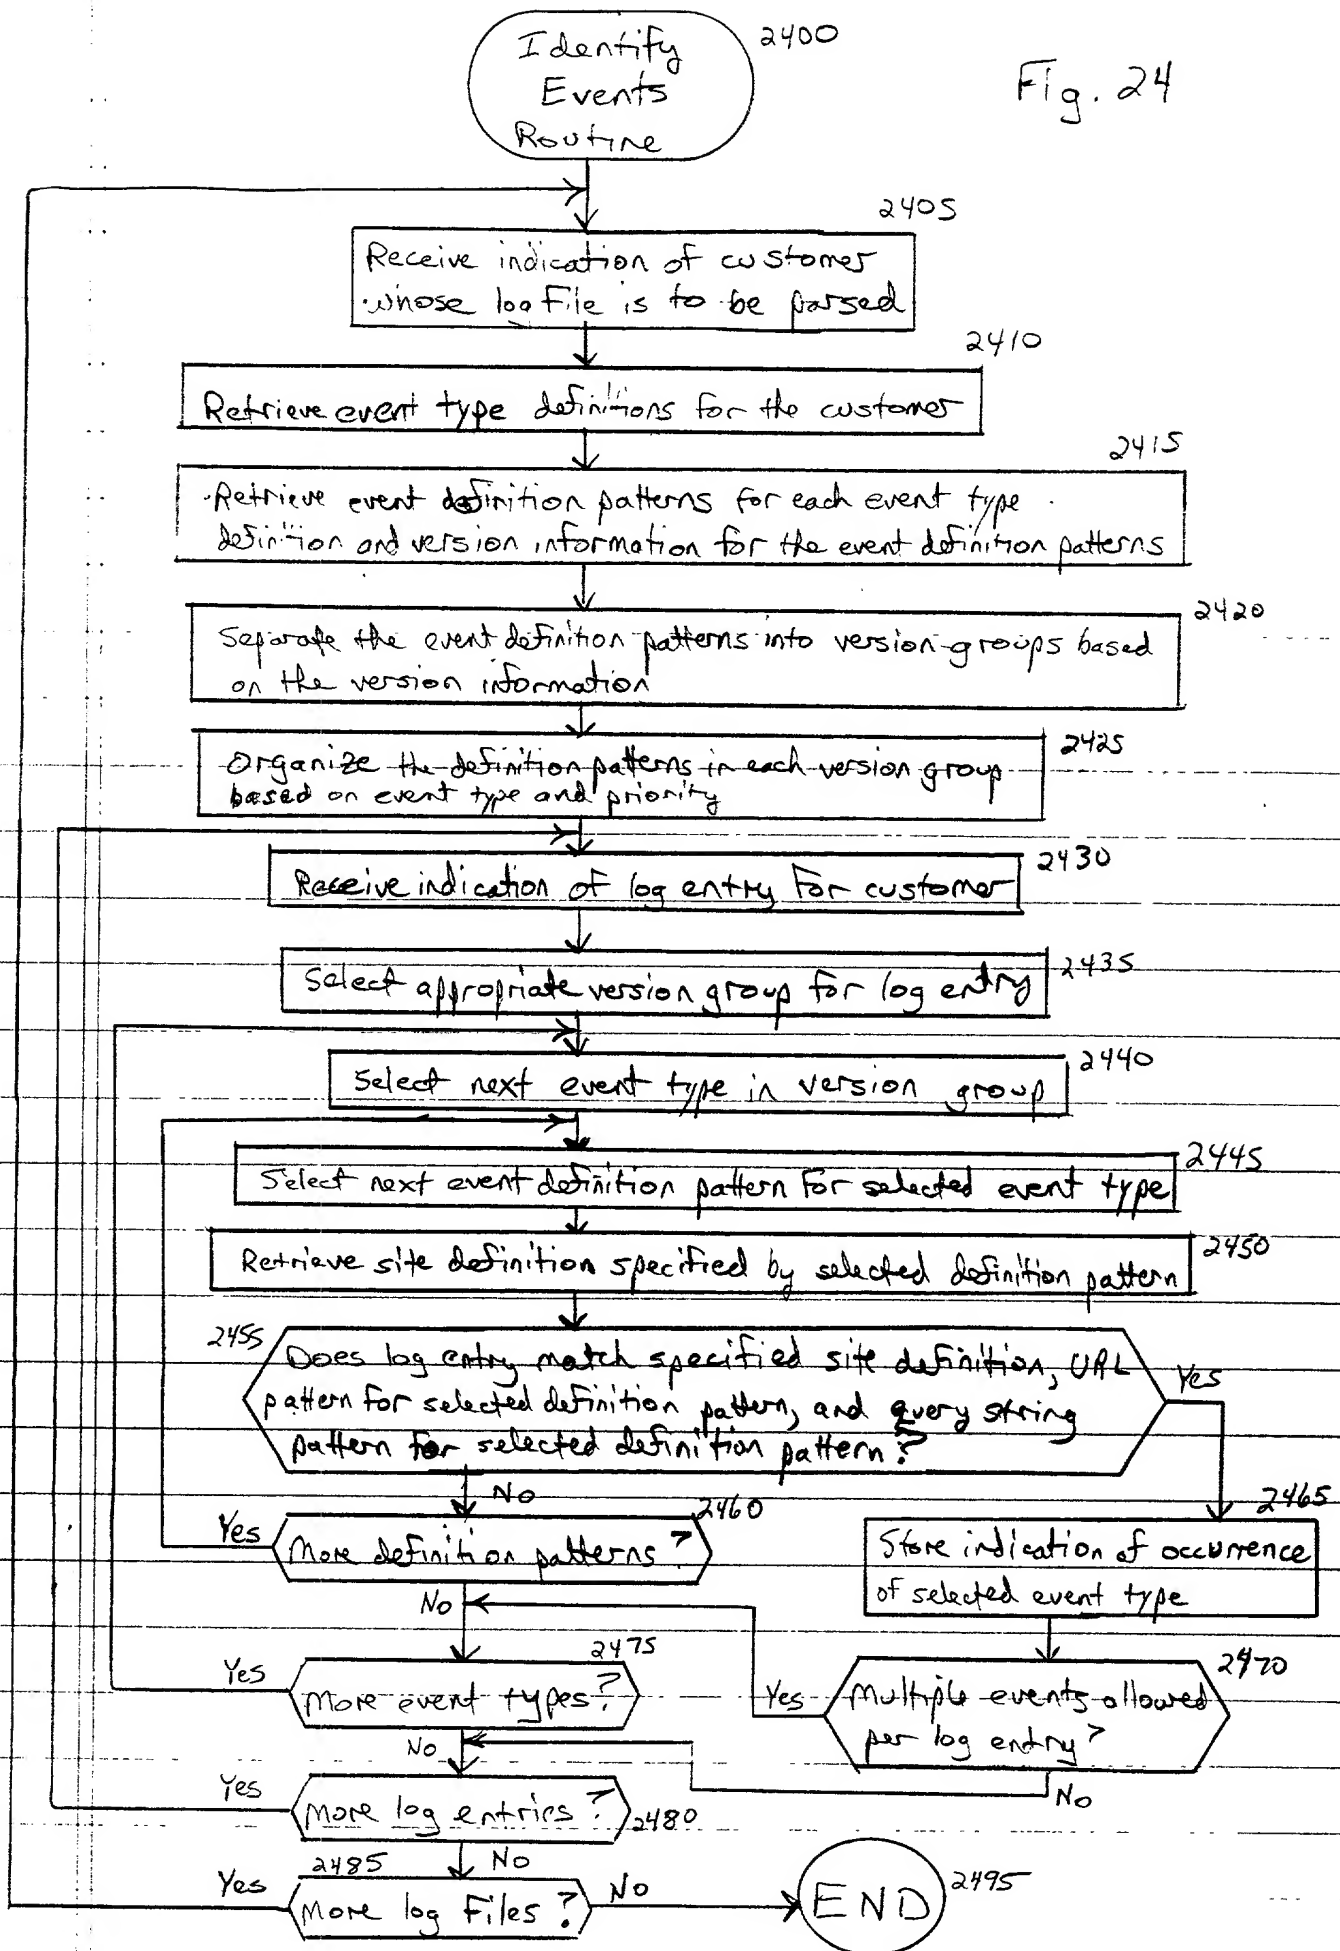 Identify
Events
Routine
2400
Fig. 24
2405
Receive indication of customer
whose log File is to be parsed
2410
Retrieve event type definitions for the customer
2415
Retrieve event definition patterns for each event type
definition and version information for the event definition patterns
2420
Separate the event definition patterns into version groups based
on the version information
2425
Organize the definition patterns in each version group
based on event type and priority
2430
Receive indication of log entry for customer
2435
Select appropriate version group for log entry
2440
Select next event type in version group
2445
Select next event definition pattern for selected event type
2450
Retrieve site definition specified by selected definition pattern
2455
Does log entry match specified site definition, URL
pattern for selected definition pattern, and query string
pattern for selected definition pattern?
Yes
No
2460
2465
Yes
More definition patterns?
Store indication of occurrence
of selected event type
No
2475
2470
Yes
More event types?
Yes
Multiple events allowed
per log entry?
No
Yes
No
More log entries?
2480
2485
No
Yes
More log Files?
No
END
2495